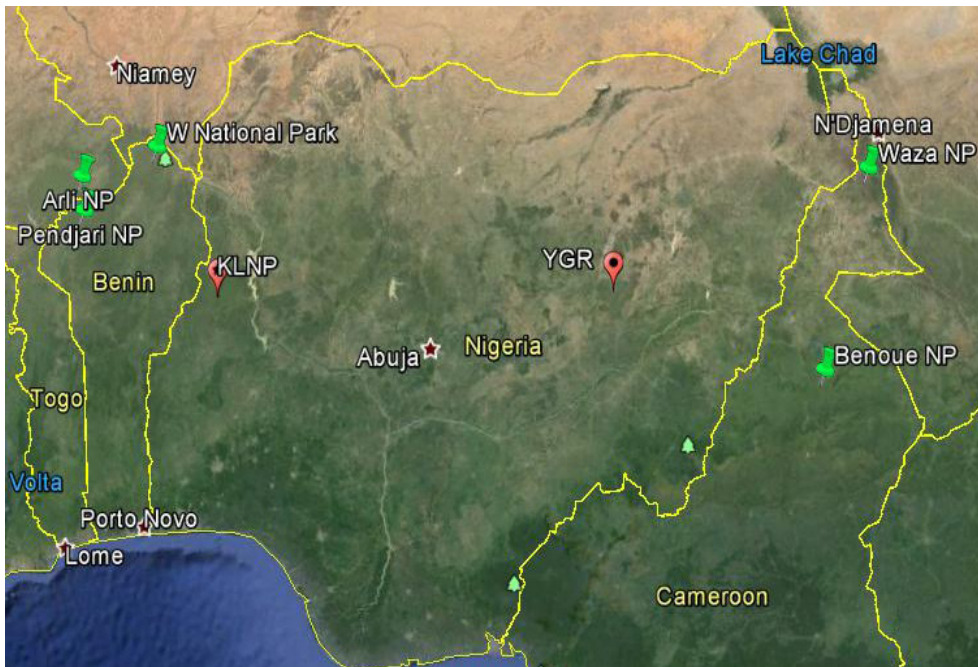 Lake Chad
Niamey
N'Djamena
W National Park
Waza NP
Arli NP
Pendjari NP
KLNP
YGR
Benin
Abuja
Nigeria
Benoue NP
Togo
Volta
Porto Novo
Lome
Cameroon